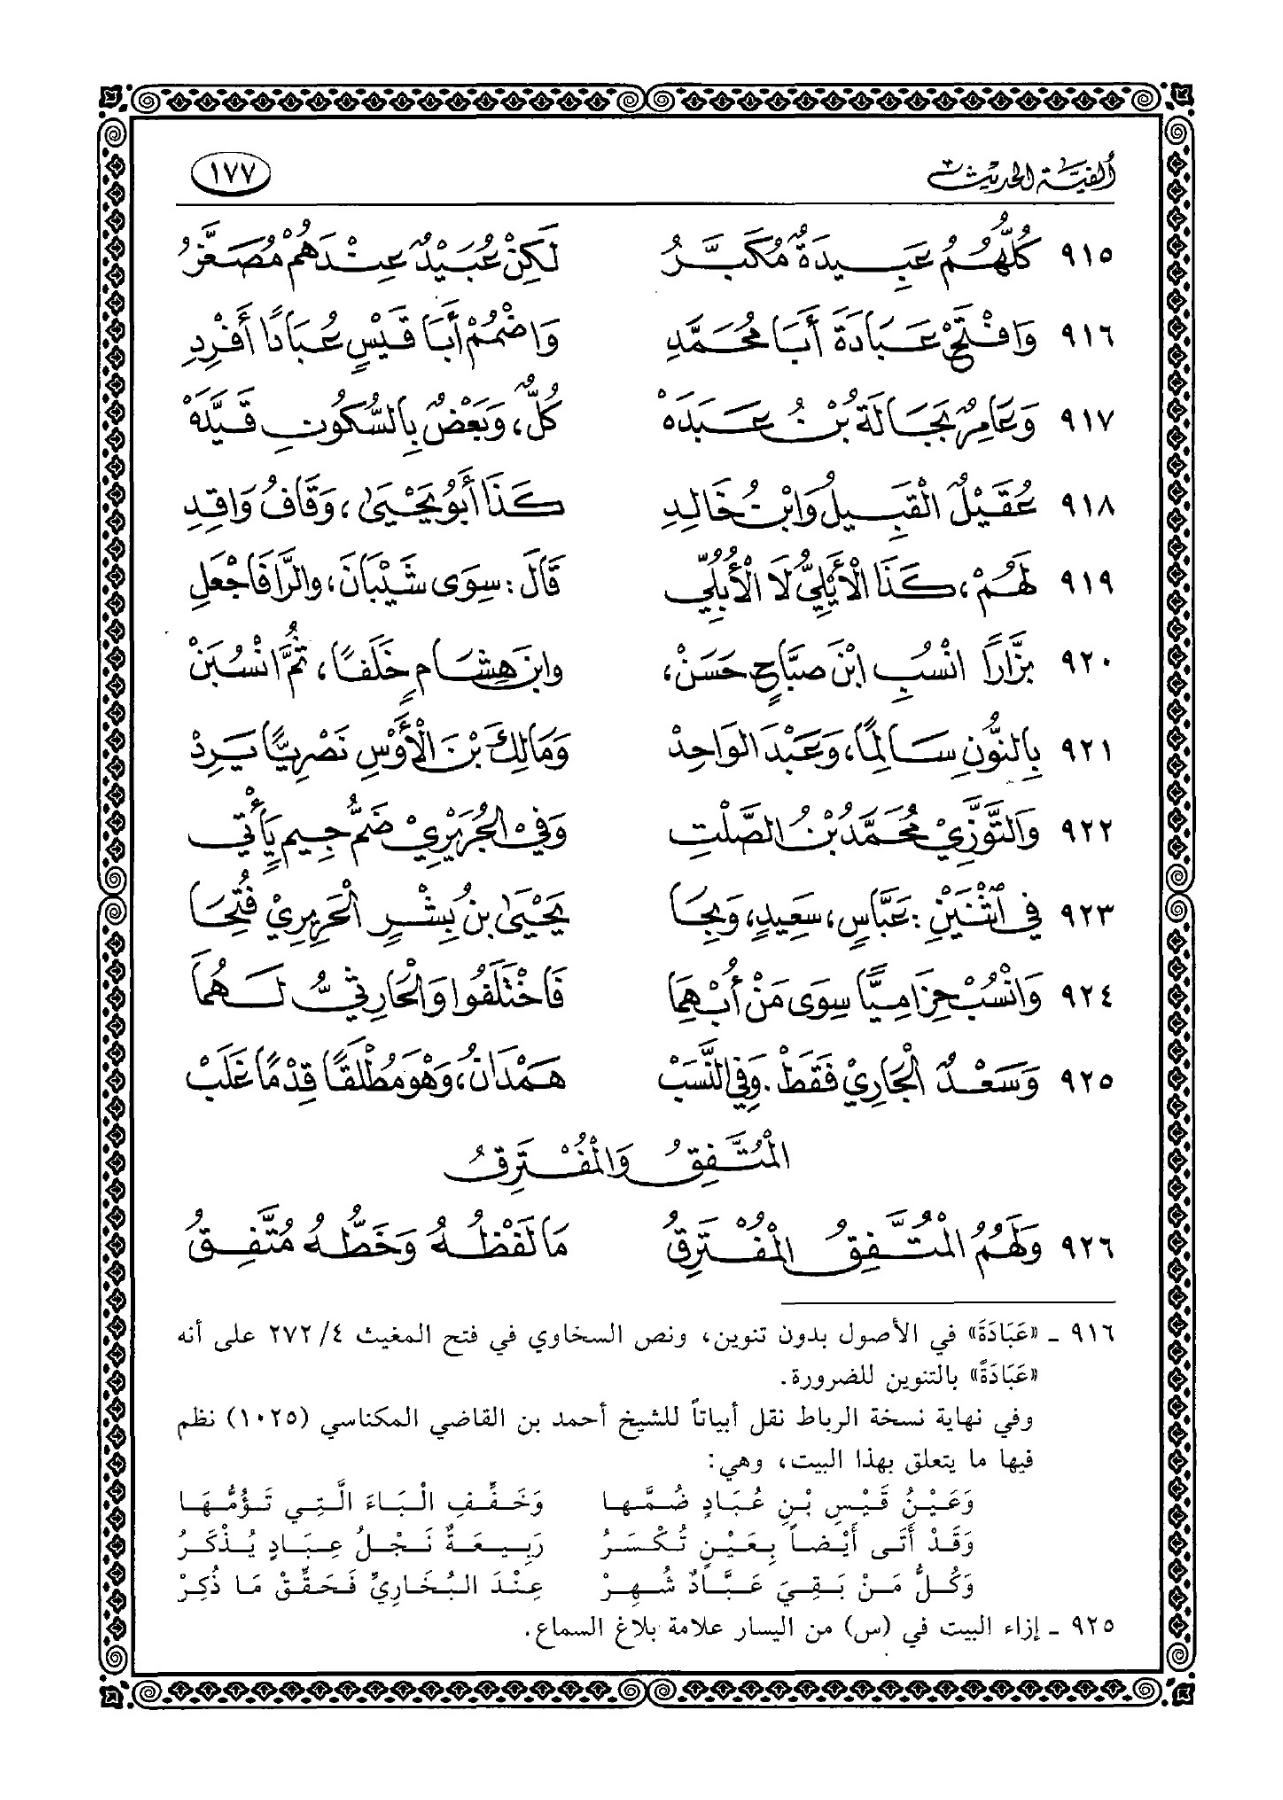 ألفية الحديث ١٧٧
٩١٥ كُلُّهُمُ عَبِيدَةٌ مُكَبَّرُ لَكِنْ عُبَيْدٌ عِنْدَهُمْ مُصَغَّرُ
٩١٦ وَافْتَحْ عَبَادَةَ أَبَا مُحَمَّدِ وَاضْمُمْ أَبَا قَيْسٍ عُبَادًا أَفْرِدِ
٩١٧ وَعَامِرٌ بَجَالَةُ بْنُ عَبَدَهْ كُلٌّ، وَبَعْضٌ بِالسُّكُونِ قَيَّدَهْ
٩١٨ عُقَيْلٌ الْقَبِيلُ وَابْنُ خَالِدِ كَذَا أَبُو يَحْيَى، وَقَافُ وَاقِدِ
٩١٩ لَهُمْ، كَذَا الْأَيْلِيُّ لَا الْأُبُلِّي قَالَ: سِوَى شَيْبَانَ، والرَّا فَاجْعَلِ
٩٢٠ بَزَّارًا انْسُبِ ابْنَ صَبَّاحٍ حَسَنْ، وابنَ هِشَامٍ خَلَفًا، ثُمَّ انْسُبَنْ
٩٢١ بِالنُّونِ سَالِمًا، وَعَبْدَ الْوَاحِدْ وَمَالِكَ بْنَ الْأَوْسِ نَصْرِيًّا يَرِدْ
٩٢٢ وَالتَّوَّزِيْ مُحَمَّدُ بْنُ الصَّلْتِ وَفِيْ الْجُرَيْرِيْ ضَمُّ جِيمٍ يَأْتِي
٩٢٣ فِي اثْنَيْنِ: عَبَّاسٍ، سَعِيدٍ، وَبِحَا يَحْيَى بْنِ بِشْرٍ الْحَرِيرِيْ فُتِحَا
٩٢٤ وَانْسُبْ حِزَامِيًّا سِوَى مَنْ أُبْهِمَا فَاخْتَلَفُوا وَالْحَارِثِيُّ لَهُمَا
٩٢٥ وَسَعْدٌ الْجَارِيْ فَقَطْ. وَفِي النَّسَبْ هَمْدَانُ، وَهْوَ مُطْلَقًا قِدْمًا غَلَبْ
الْمُتَّفِقُ وَالْمُفْتَرِقُ
٩٢٦ وَلَهُمُ الْمُتَّفِقُ الْمُفْتَرِقُ مَا لَفْظُهُ وَخَطُّهُ مُتَّفِقُ
٩١٦ ـ «عَبَادَةَ» في الأصول بدون تنوين، ونص السخاوي في فتح المغيث ٤/ ٢٧٢ على أنه
«عَبَادَةً» بالتنوين للضرورة.
وفي نهاية نسخة الرباط نقل أبياتاً للشيخ أحمد بن القاضي المكناسي (١٠٢٥) نظم
فيها ما يتعلق بهذا البيت، وهي:
وَعَيْنُ قَيْسِ بْنِ عُبَادٍ ضُمَّها وَخَفِّفِ الْبَاءَ الَّتِي تَؤُمُّهَا
وَقَدْ أَتَى أَيْضاً بِعَيْنٍ تُكْسَرُ رَبِيعَةٌ نَجْلُ عِبَادٍ يُذْكَرُ
وَكُلُّ مَنْ بَقِيَ عَبَّادٌ شُهِرْ عِنْدَ البُخَارِيِّ فَحَقِّقْ مَا ذُكِرْ
٩٢٥ ـ إزاء البيت في (س) من اليسار علامة بلاغ السماع.